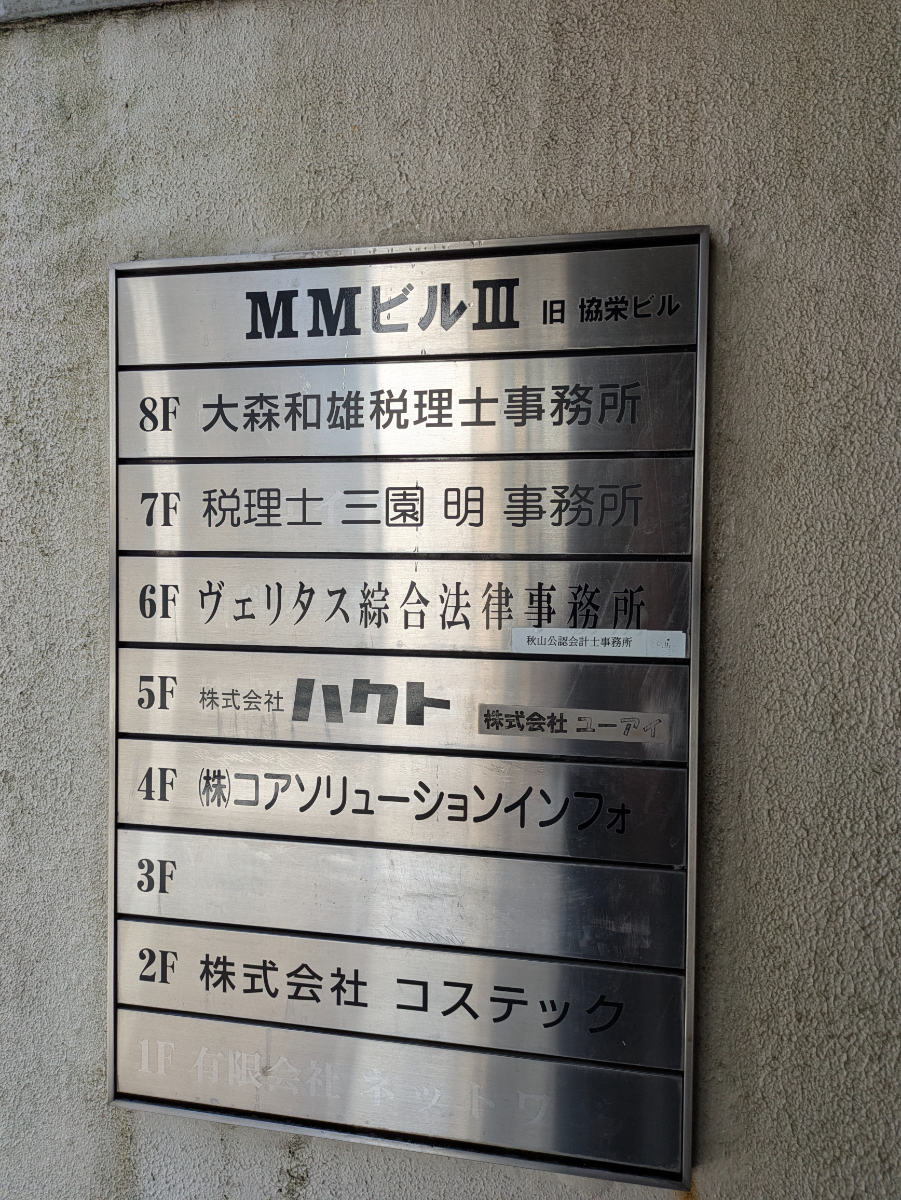 MMビルⅢ 旧 協栄ビル
8F 大森和雄税理士事務所
7F 税理士 三園 明 事務所
6F ヴェリタス綜合法律事務所
秋山公認会計士事務所
5F 株式会社 ハクト 株式会社 ユーアイ
4F ㈱コアソリューションインフォ
3F
2F 株式会社 コステック
1F 有限会社 ネットワ